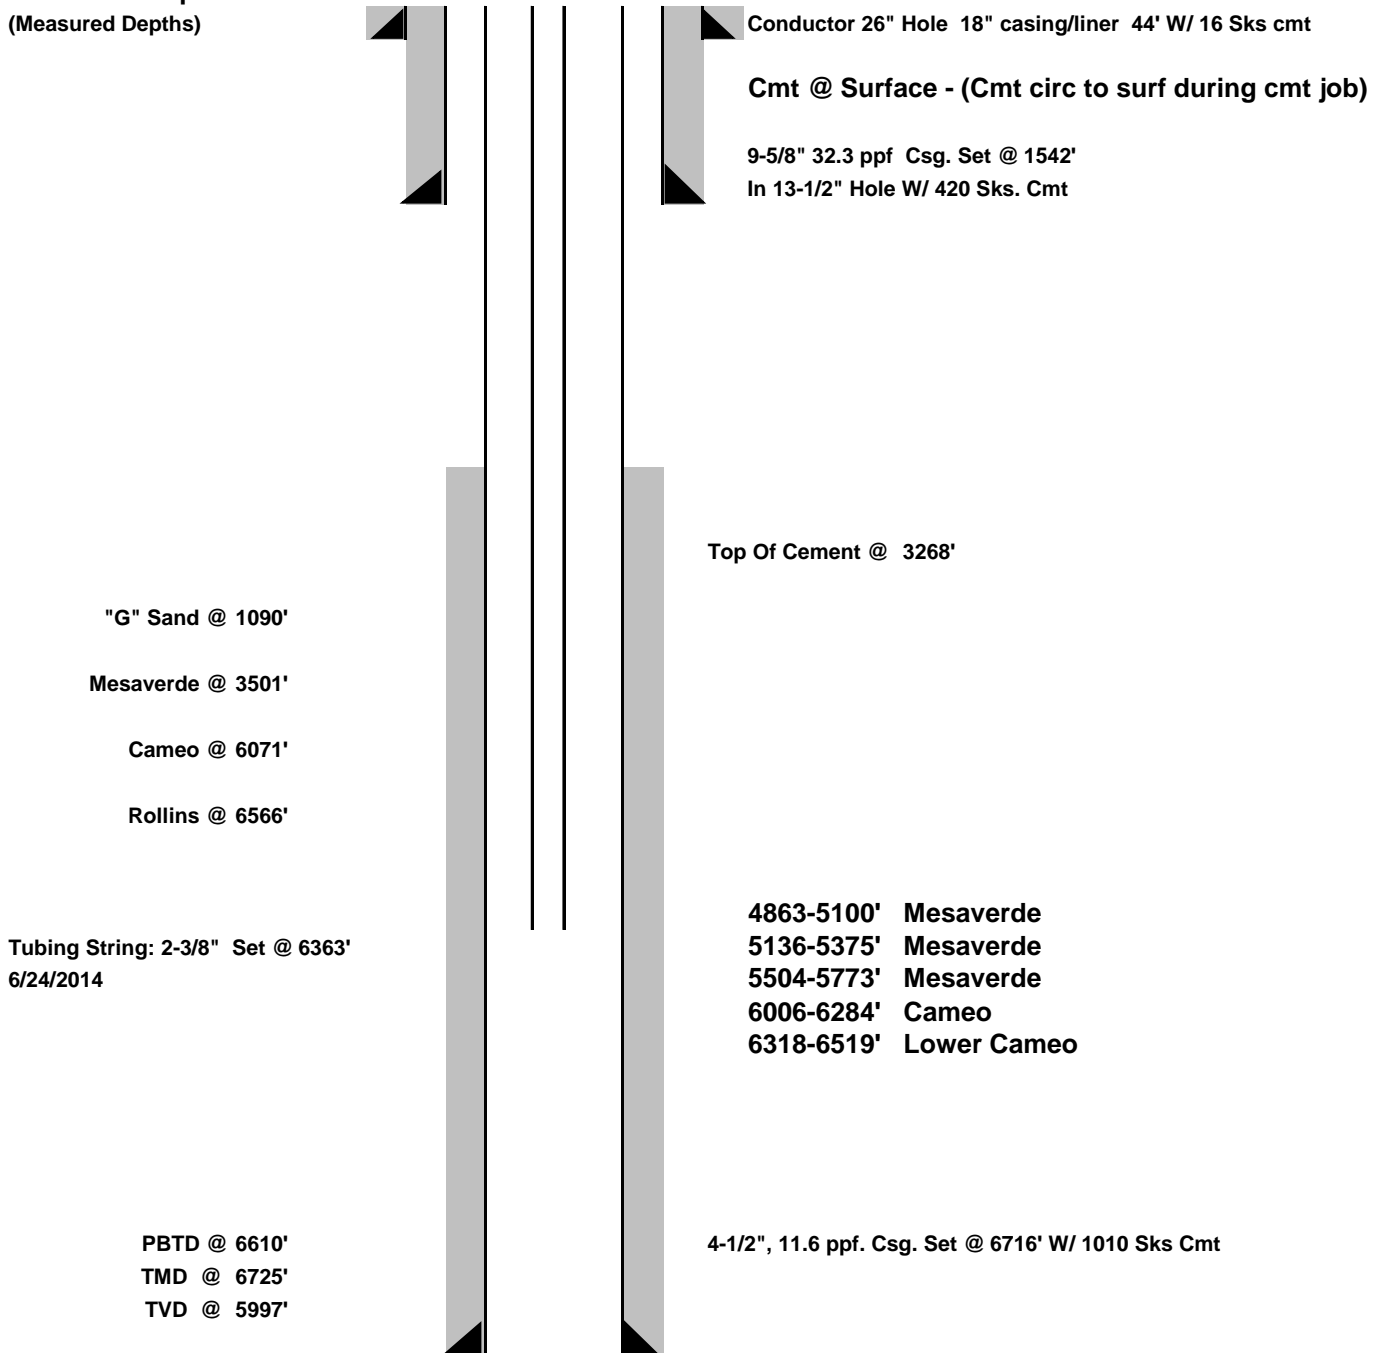 (Measured Depths)
Conductor 26" Hole 18" casing/liner 44' W/ 16 Sks cmt
Cmt @ Surface - (Cmt circ to surf during cmt job)
9-5/8" 32.3 ppf Csg. Set @ 1542'
In 13-1/2" Hole W/ 420 Sks. Cmt
Top Of Cement @ 3268'
"G" Sand @ 1090'
Mesaverde @ 3501'
Cameo @ 6071'
Rollins @ 6566'
Tubing String: 2-3/8" Set @ 6363'
6/24/2014
4863-5100' Mesaverde
5136-5375' Mesaverde
5504-5773' Mesaverde
6006-6284' Cameo
6318-6519' Lower Cameo
PBTD @ 6610'
TMD @ 6725'
TVD @ 5997'
4-1/2", 11.6 ppf. Csg. Set @ 6716' W/ 1010 Sks Cmt